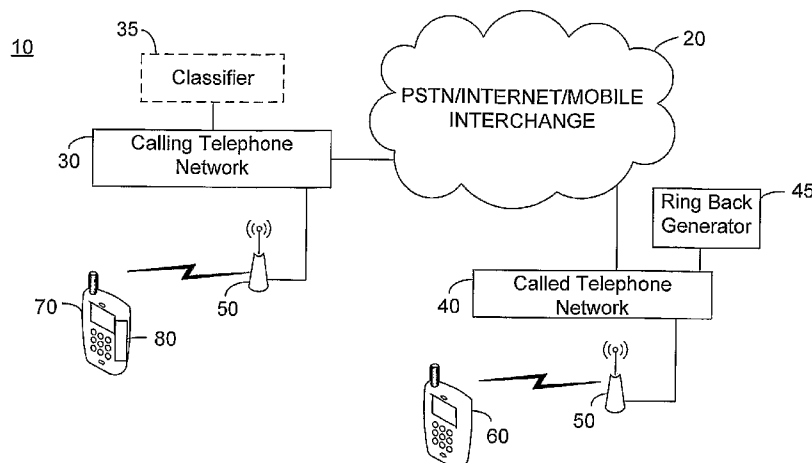 10
35
Classifier
20
PSTN/INTERNET/MOBILE
INTERCHANGE
30
Calling Telephone
Network
45
Ring Back
Generator
50
70
80
40
Called Telephone
Network
50
60